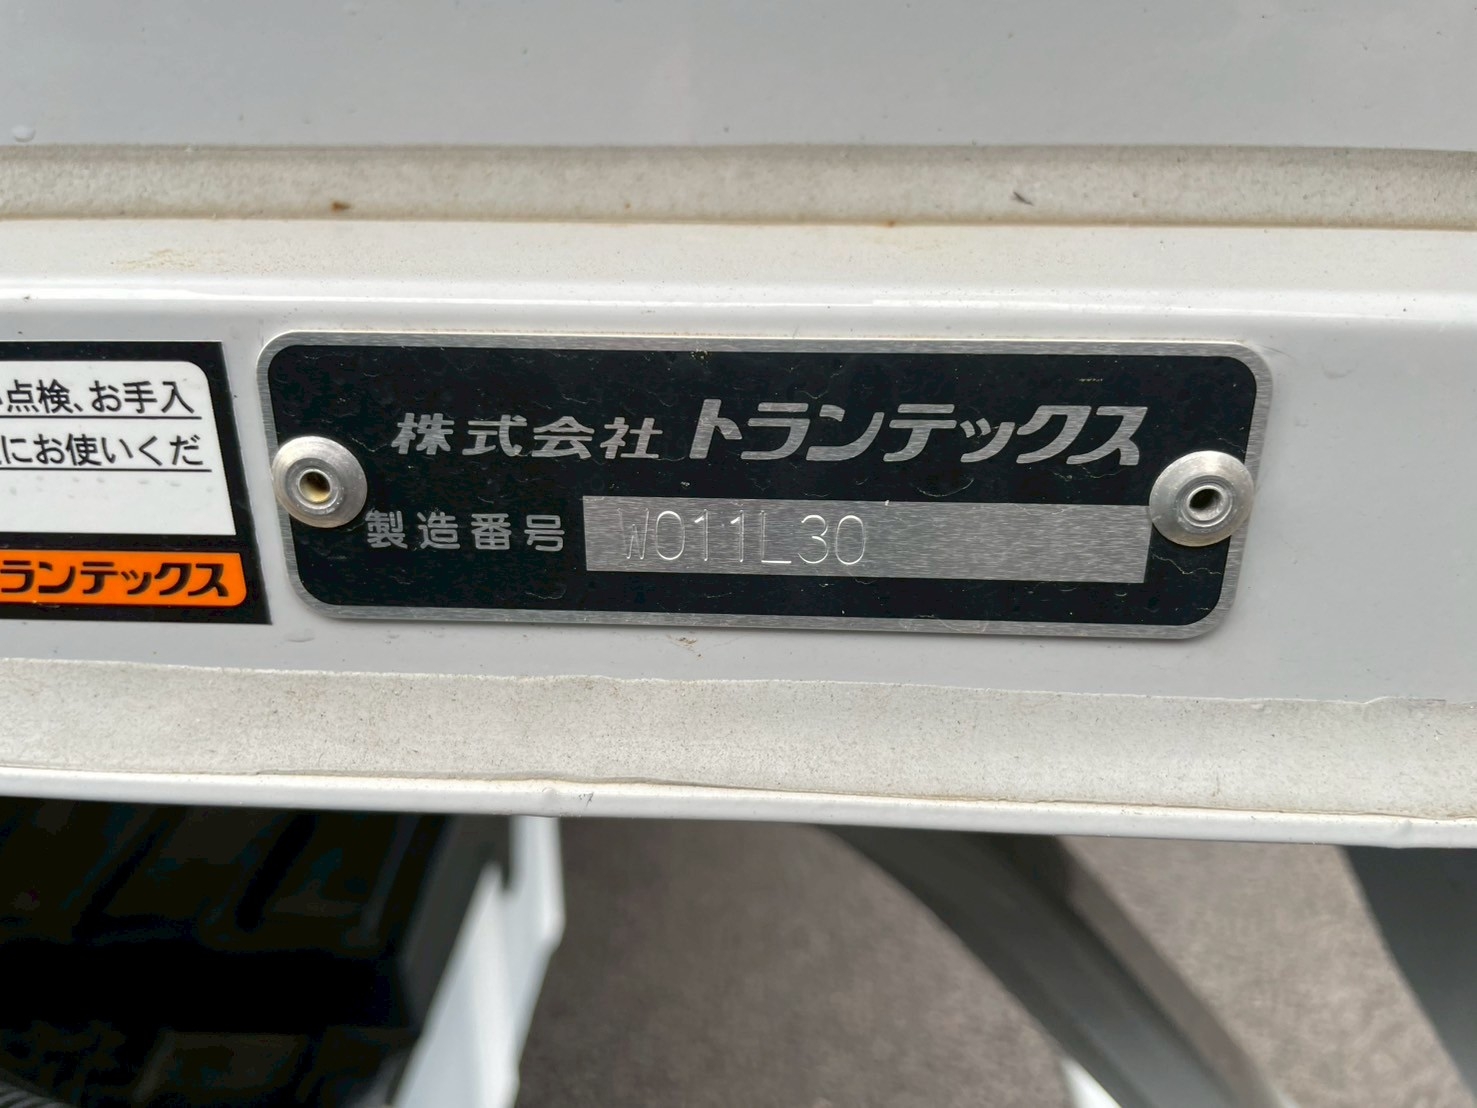 点検、お手入
にお使いくだ
ランテックス
株式会社 トランテックス
製造番号 W011L30